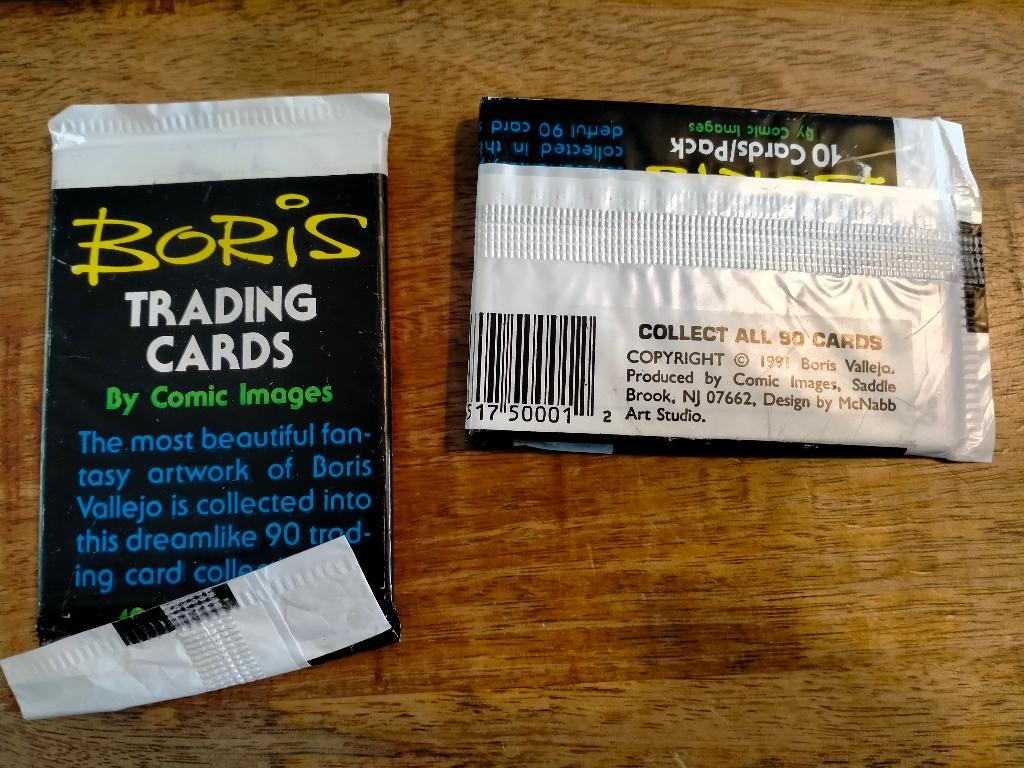 BORIS
TRADING
CARDS
By Comic Images
The most beautiful fan-
tasy artwork of Boris
Vallejo is collected into
this dreamlike 90 trad-
ing card
10 Cards/Pack
By Comic Images
collected in
derful 90 card
COLLECT ALL 90 CARDS
COPYRIGHT © 1991 Boris Vallejo.
Produced by Comic Images, Saddle
Brook, NJ 07662, Design by McNabb
Art Studio.
17 50001 2